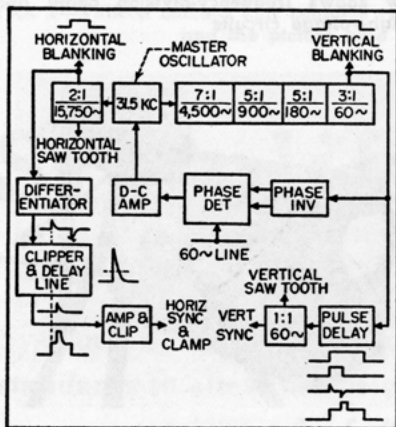 HORIZONTAL
BLANKING
MASTER
OSCILLATOR
VERTICAL
BLANKING
2:1
15,750~
31.5 KC
7:1
4,500~
5:1
900~
5:1
180~
3:1
60~
HORIZONTAL
SAW TOOTH
DIFFER-
ENTIATOR
D-C
AMP
PHASE
DET
PHASE
INV
CLIPPER
& DELAY
LINE
60~ LINE
VERTICAL
SAW TOOTH
AMP &
CLIP
HORIZ
SYNC
&
CLAMP
VERT
SYNC
1:1
60~
PULSE
DELAY